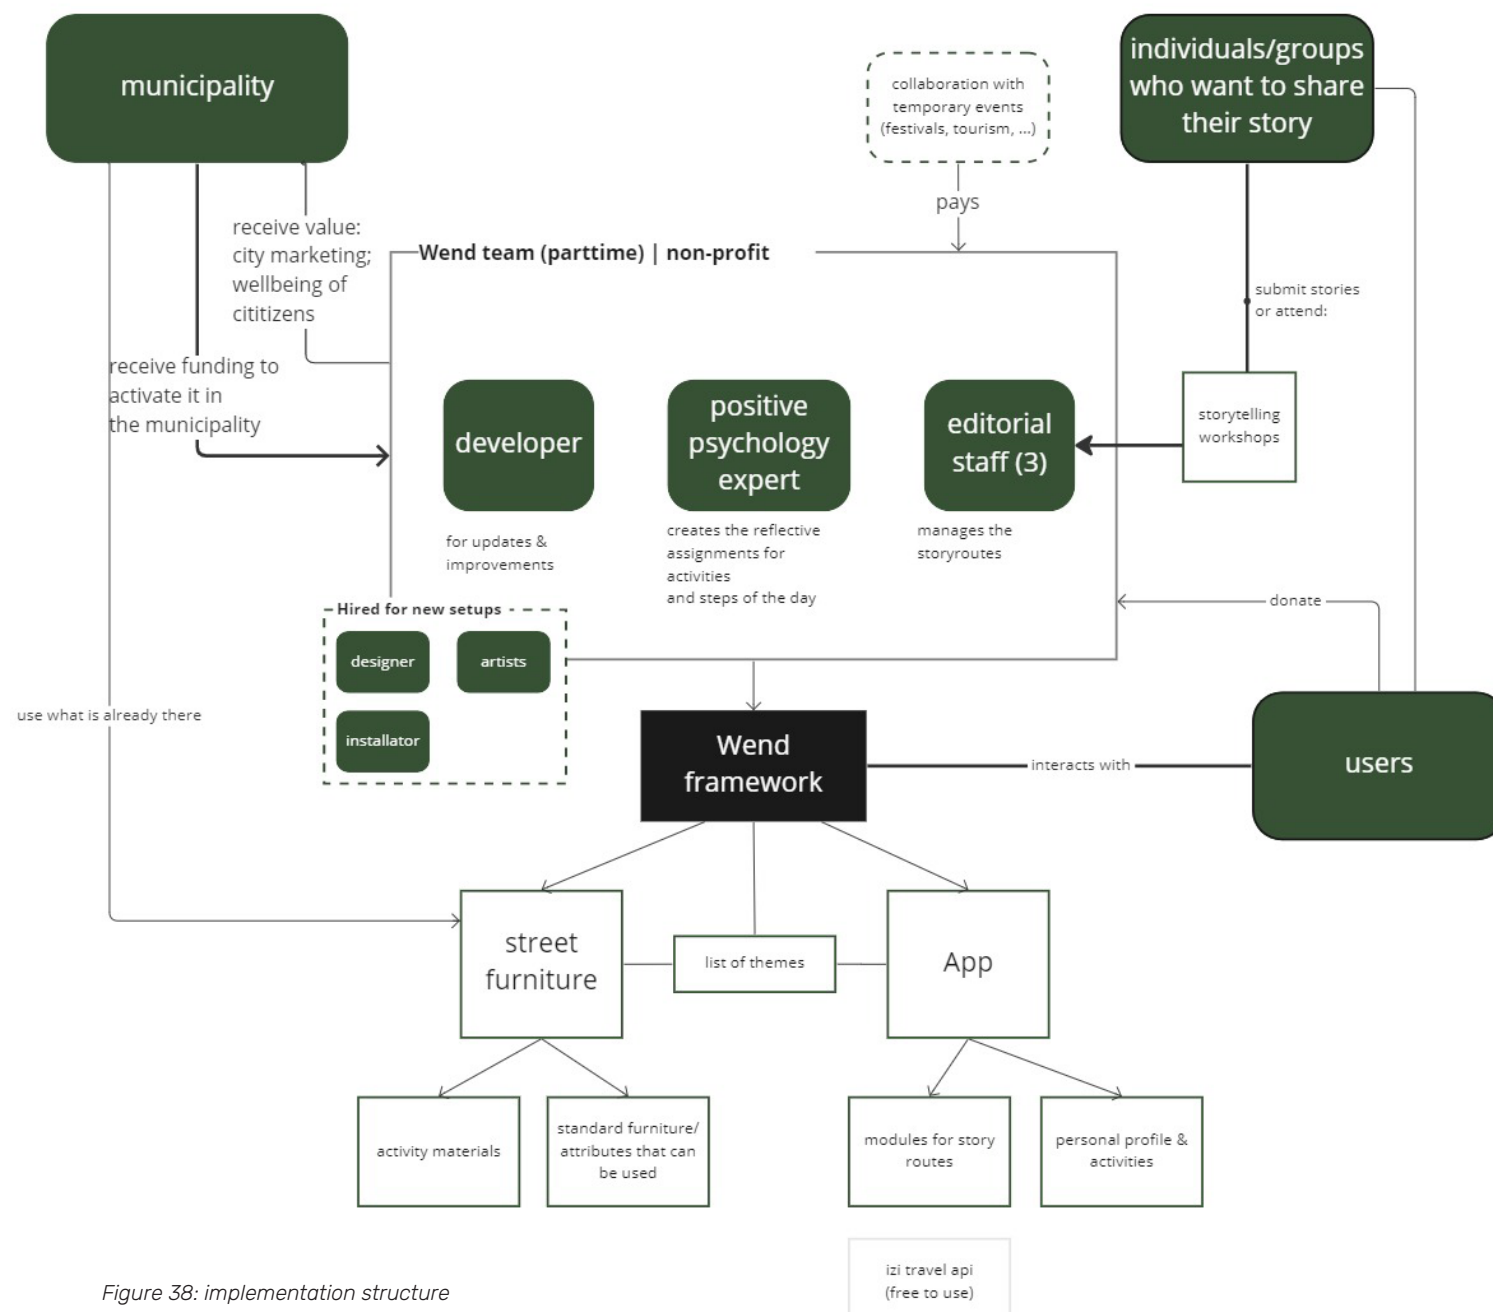 municipality
collaboration with
temporary events
(festivals, tourism, ...)
individuals/groups
who want to share
their story
pays
receive value:
city marketing;
wellbeing of
cititizens
Wend team (parttime) | non-profit
submit stories
or attend:
receive funding to
activate it in
the municipality
developer
positive
psychology
expert
editorial
staff (3)
storytelling
workshops
for updates &
improvements
creates the reflective
assignments for
activities
and steps of the day
manages the
storyroutes
donate
Hired for new setups
designer
artists
installator
use what is already there
Wend
framework
interacts with
users
street
furniture
list of themes
App
activity materials
standard furniture/
attributes that can
be used
modules for story
routes
personal profile &
activities
izi travel api
(free to use)
Figure 38: implementation structure